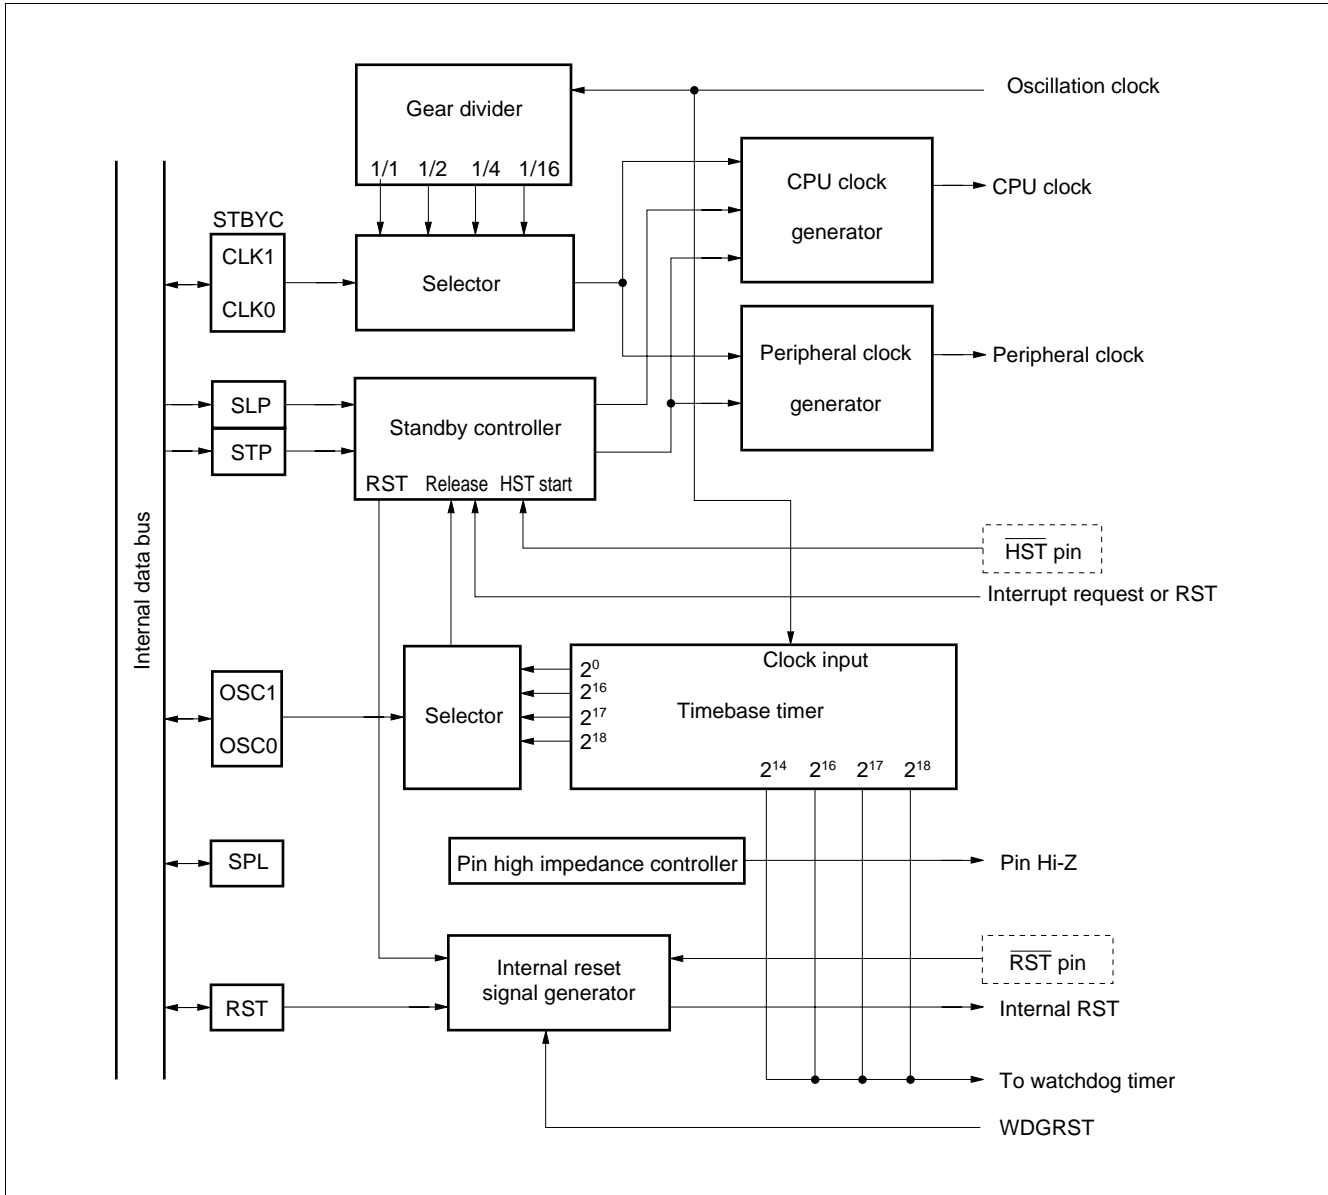 Oscillation clock
Gear divider
1/1 1/2 1/4 1/16
CPU clock
generator
CPU clock
STBYC
CLK1
CLK0
Selector
Peripheral clock
generator
Peripheral clock
SLP
STP
Standby controller
RST Release HST start
Internal data bus
H̅S̅T̅ pin
Interrupt request or RST
OSC1
OSC0
Selector
Clock input
Timebase timer
2⁰
2¹⁶
2¹⁷
2¹⁸
2¹⁴ 2¹⁶ 2¹⁷ 2¹⁸
SPL
Pin high impedance controller
Pin Hi-Z
Internal reset
signal generator
R̅S̅T̅ pin
RST
Internal RST
To watchdog timer
WDGRST